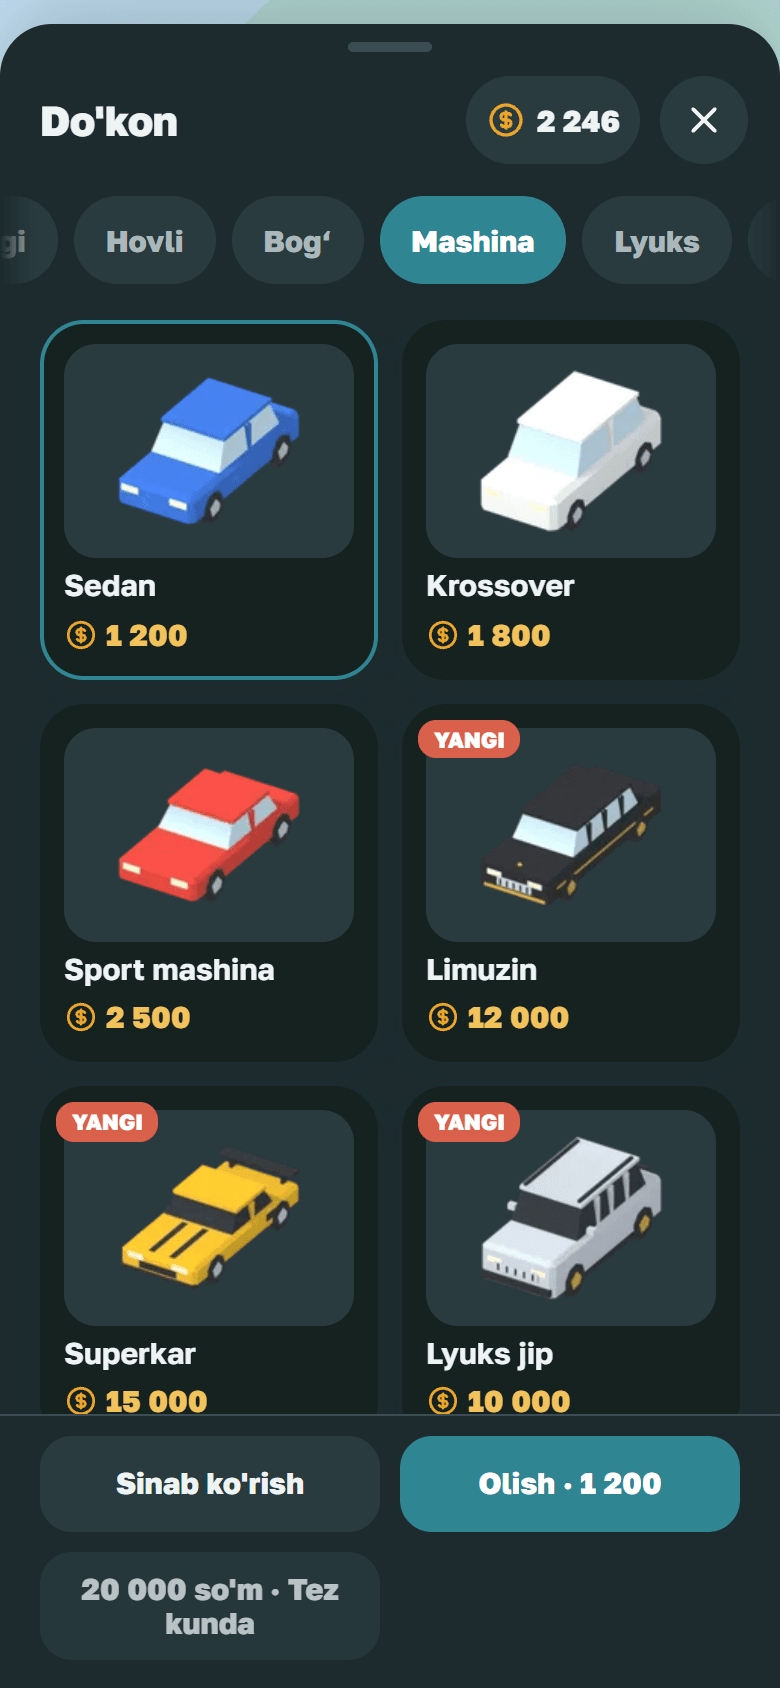 Do'kon
2 246
gi
Hovli
Bog‘
Mashina
Lyuks
Sedan
1 200
Krossover
1 800
Sport mashina
2 500
YANGI
Limuzin
12 000
YANGI
Superkar
15 000
YANGI
Lyuks jip
10 000
Sinab ko'rish
Olish · 1 200
20 000 so'm · Tez
kunda